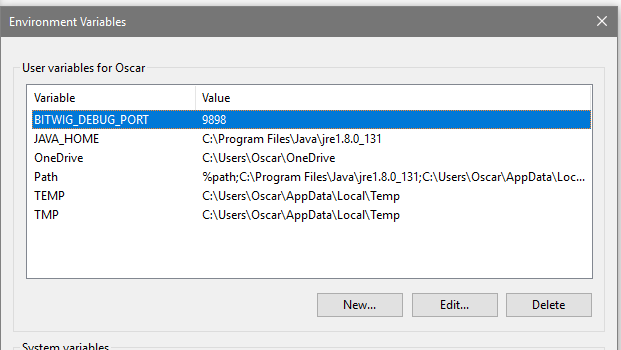 Environment Variables
User variables for Oscar
Variable Value
BITWIG_DEBUG_PORT 9898
JAVA_HOME C:\Program Files\Java\jre1.8.0_131
OneDrive C:\Users\Oscar\OneDrive
Path %path;C:\Program Files\Java\jre1.8.0_131;C:\Users\Oscar\AppData\Loc...
TEMP C:\Users\Oscar\AppData\Local\Temp
TMP C:\Users\Oscar\AppData\Local\Temp
New... Edit... Delete
System variables